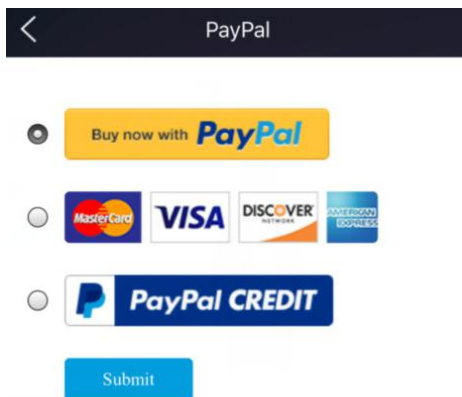 PayPal
Buy now with PayPal
MasterCard VISA DISCOVER NETWORK AMERICAN EXPRESS
PayPal CREDIT
Submit